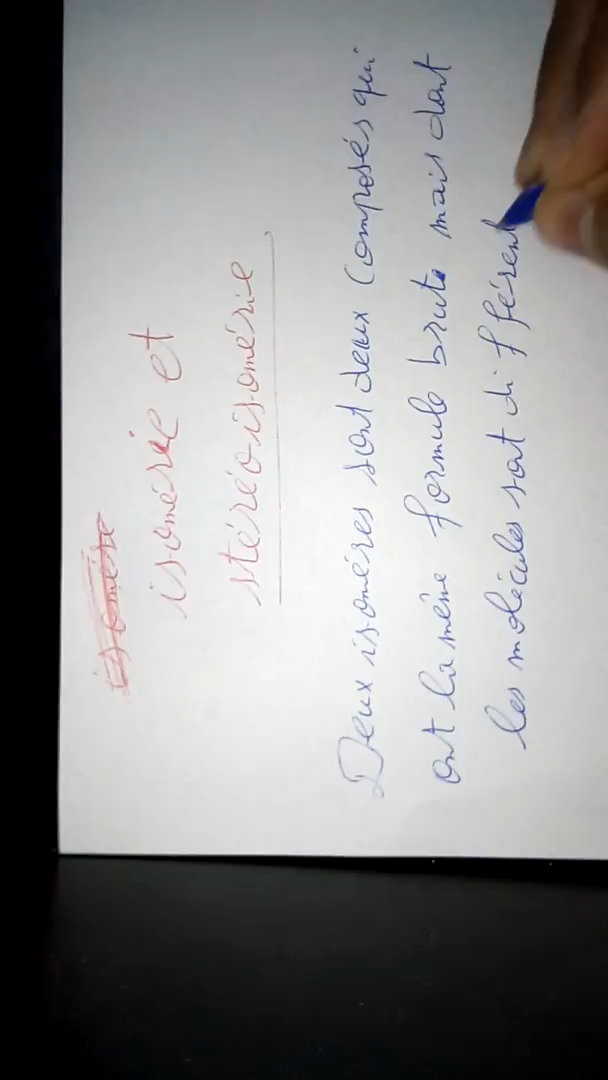 isomérie
isomérie et
stéréoisomérie
Deux isomères sont deux composés qui
ont la même formule brute mais dont
les molécules sont différent